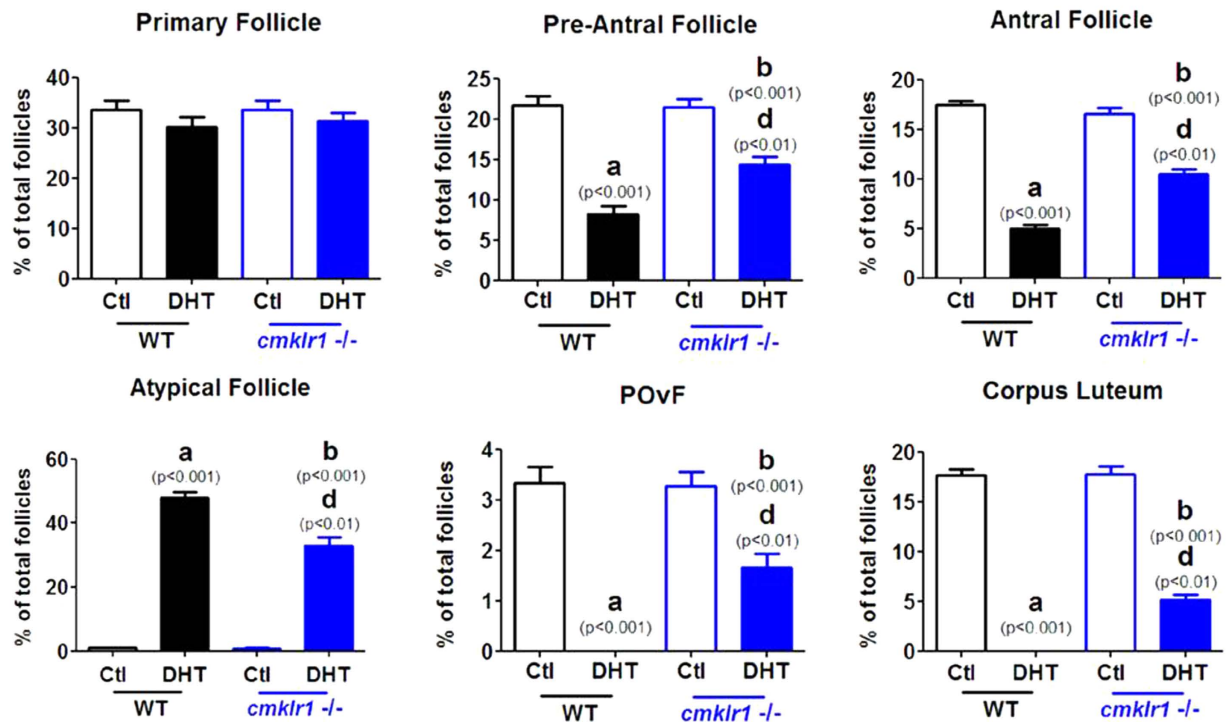 Primary Follicle
% of total follicles
40
30
20
10
0
Ctl DHT Ctl DHT
WT cmklr1 -/-
Pre-Antral Follicle
% of total follicles
25
20
15
10
5
0
a
(p<0.001)
b
(p<0.001)
d
(p<0.01)
Ctl DHT Ctl DHT
WT cmklr1 -/-
Antral Follicle
% of total follicles
20
15
10
5
0
a
(p<0.001)
b
(p<0.001)
d
(p<0.01)
Ctl DHT Ctl DHT
WT cmklr1 -/-
Atypical Follicle
% of total follicles
60
40
20
0
a
(p<0.001)
b
(p<0.001)
d
(p<0.01)
Ctl DHT Ctl DHT
WT cmklr1 -/-
POvF
% of total follicles
4
3
2
1
0
a
(p<0.001)
b
(p<0.001)
d
(p<0.01)
Ctl DHT Ctl DHT
WT cmklr1 -/-
Corpus Luteum
% of total follicles
20
15
10
5
0
a
(p<0.001)
b
(p<0.001)
d
(p<0.01)
Ctl DHT Ctl DHT
WT cmklr1 -/-